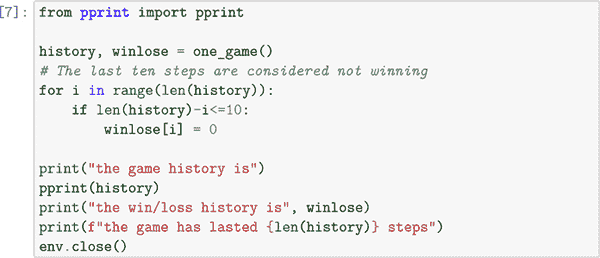 [7]: from pprint import pprint

history, winlose = one_game()
# The last ten steps are considered not winning
for i in range(len(history)):
    if len(history)-i<=10:
        winlose[i] = 0

print("the game history is")
pprint(history)
print("the win/loss history is", winlose)
print(f"the game has lasted {len(history)} steps")
env.close()